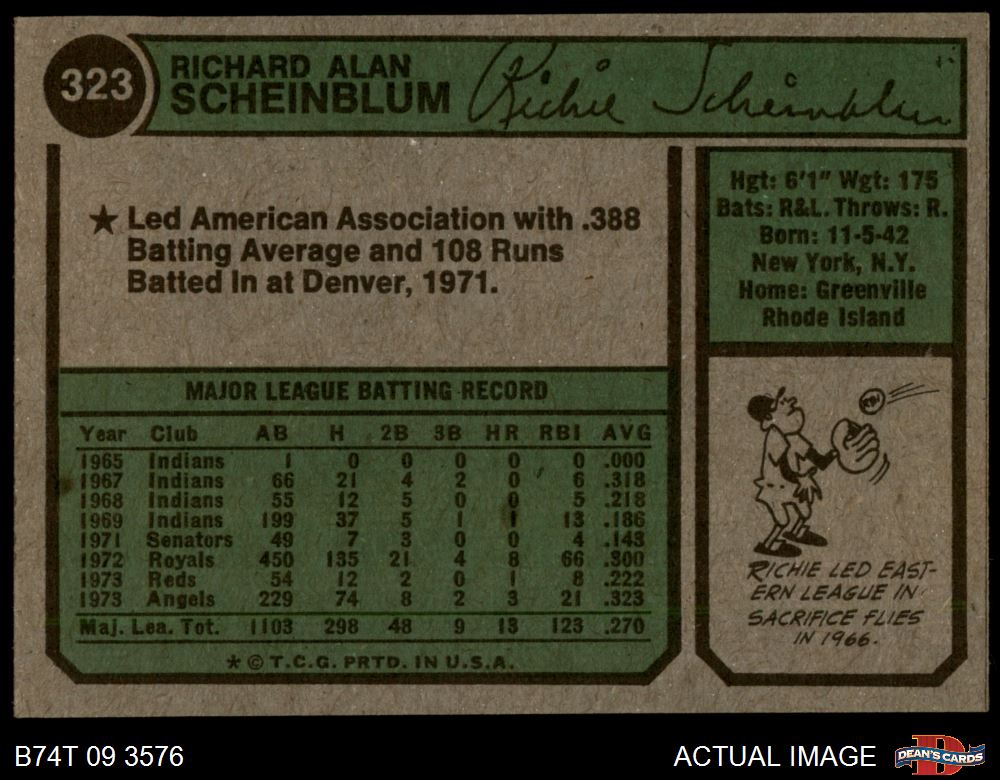 323
RICHARD ALAN
SCHEINBLUM
Richie Scheinblum
★ Led American Association with .388
Batting Average and 108 Runs
Batted In at Denver, 1971.
Hgt: 6'1" Wgt: 175
Bats: R&L. Throws: R.
Born: 11-5-42
New York, N.Y.
Home: Greenville
Rhode Island
MAJOR LEAGUE BATTING RECORD
Year Club AB H 2B 3B HR RBI AVG
1965 Indians 1 0 0 0 0 0 .000
1967 Indians 66 21 4 2 0 6 .318
1968 Indians 55 12 5 0 0 5 .218
1969 Indians 199 37 5 1 1 13 .186
1971 Senators 49 7 3 0 0 4 .143
1972 Royals 450 135 21 4 8 66 .300
1973 Reds 54 12 2 0 1 8 .222
1973 Angels 229 74 8 2 3 21 .323
Maj. Lea. Tot. 1103 298 48 9 13 123 .270
* © T.C.G. PRTD. IN U.S.A.
RBI
RICHIE LED EAST-
ERN LEAGUE IN
SACRIFICE FLIES
IN 1966.
B74T 09 3576
ACTUAL IMAGE
D
DEAN'S CARDS